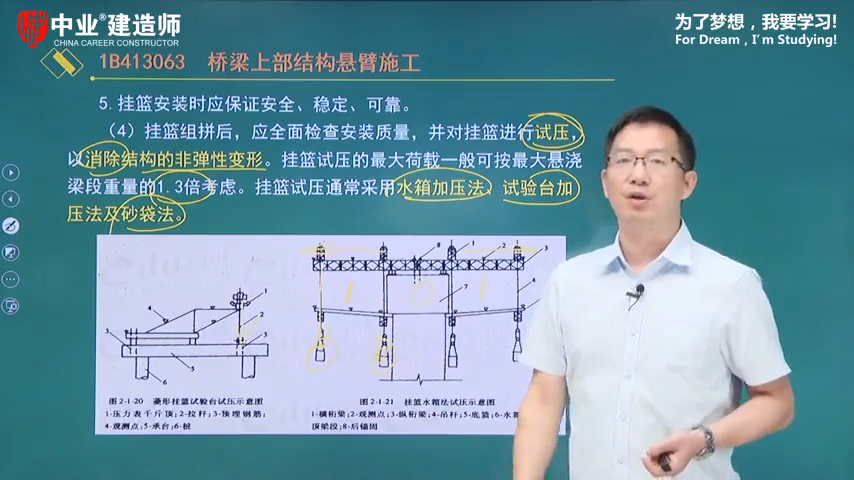 中业®建造师
CHINA CAREER CONSTRUCTOR
为了梦想，我要学习!
For Dream , I'm Studying!
1B413063 桥梁上部结构悬臂施工
5. 挂篮安装时应保证安全、稳定、可靠。
（4）挂篮组拼后，应全面检查安装质量，并对挂篮进行试压，
以消除结构的非弹性变形。挂篮试压的最大荷载一般可按最大悬浇
梁段重量的1.3倍考虑。挂篮试压通常采用水箱加压法、试验台加
压法及砂袋法。
图 2-1-20 菱形挂篮试验台试压示意图
1-压力表千斤顶;2-拉杆;3-预埋钢筋;
4-观测点;5-承台;6-桩
图 2-1-21 挂篮水箱法试压示意图
1-横桁梁;2-观测点;3-纵桁梁;4-吊杆;5-底篮;6-水
顶梁段;8-后锚固